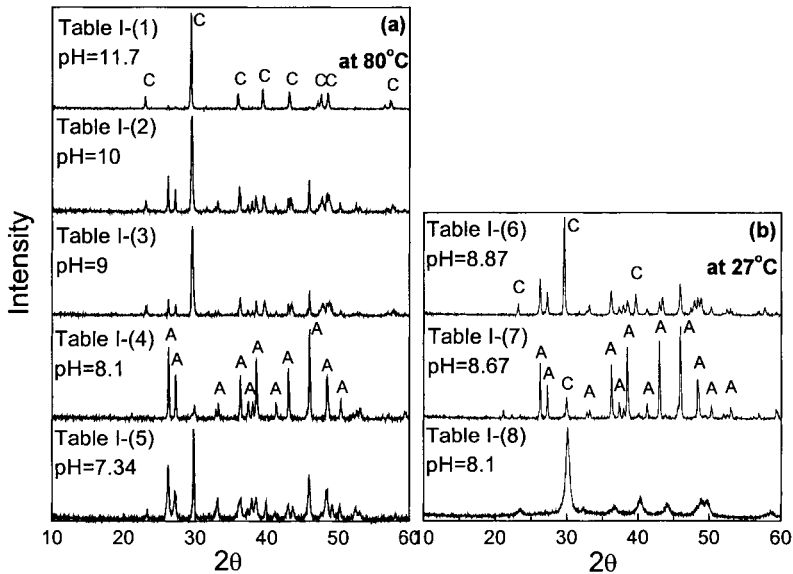 Intensity
(a)
at 80°C
Table I-(1)
pH=11.7
C C C C C CC C
Table I-(2)
pH=10
Table I-(3)
pH=9
Table I-(4)
pH=8.1
A A A A A A A A A A A
Table I-(5)
pH=7.34
10 20 30 40 50 60
2θ
(b)
at 27°C
Table I-(6)
pH=8.87
C C C
Table I-(7)
pH=8.67
A A C A A A A A A A A A A
Table I-(8)
pH=8.1
10 20 30 40 50 60
2θ